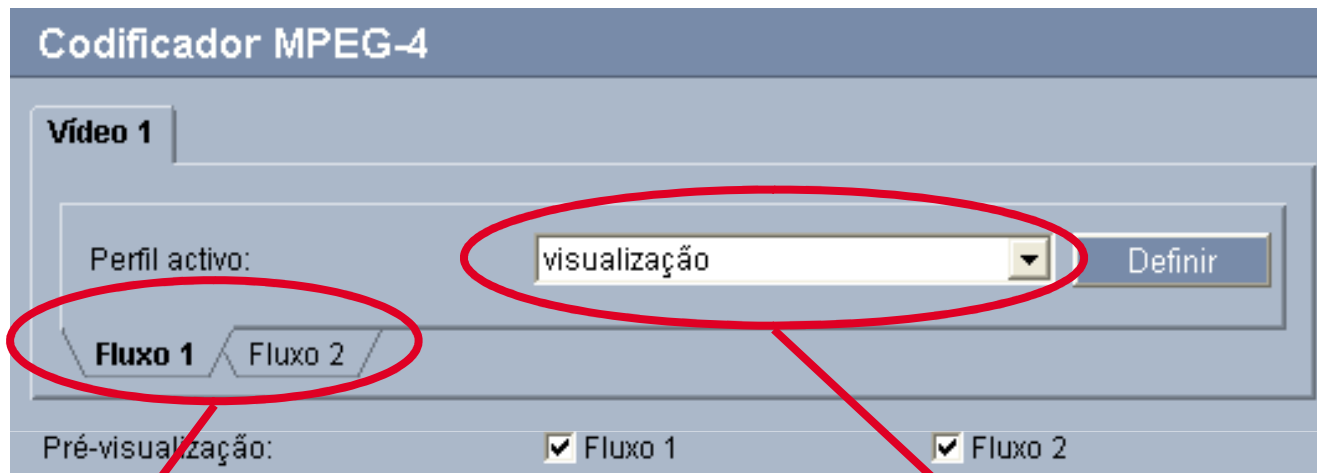 Codificador MPEG-4
Vídeo 1
Perfil activo: visualização Definir
Fluxo 1 Fluxo 2
Pré-visualização: Fluxo 1 Fluxo 2